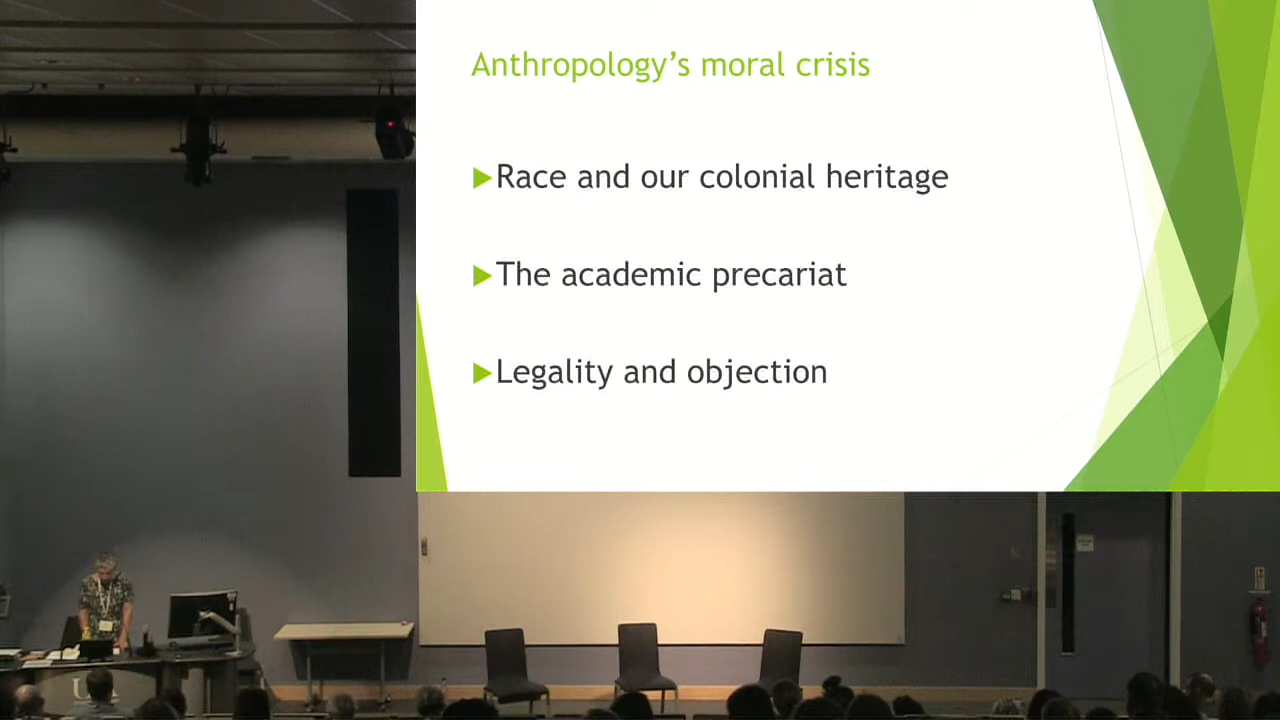 Anthropology’s moral crisis
Race and our colonial heritage
The academic precariat
Legality and objection